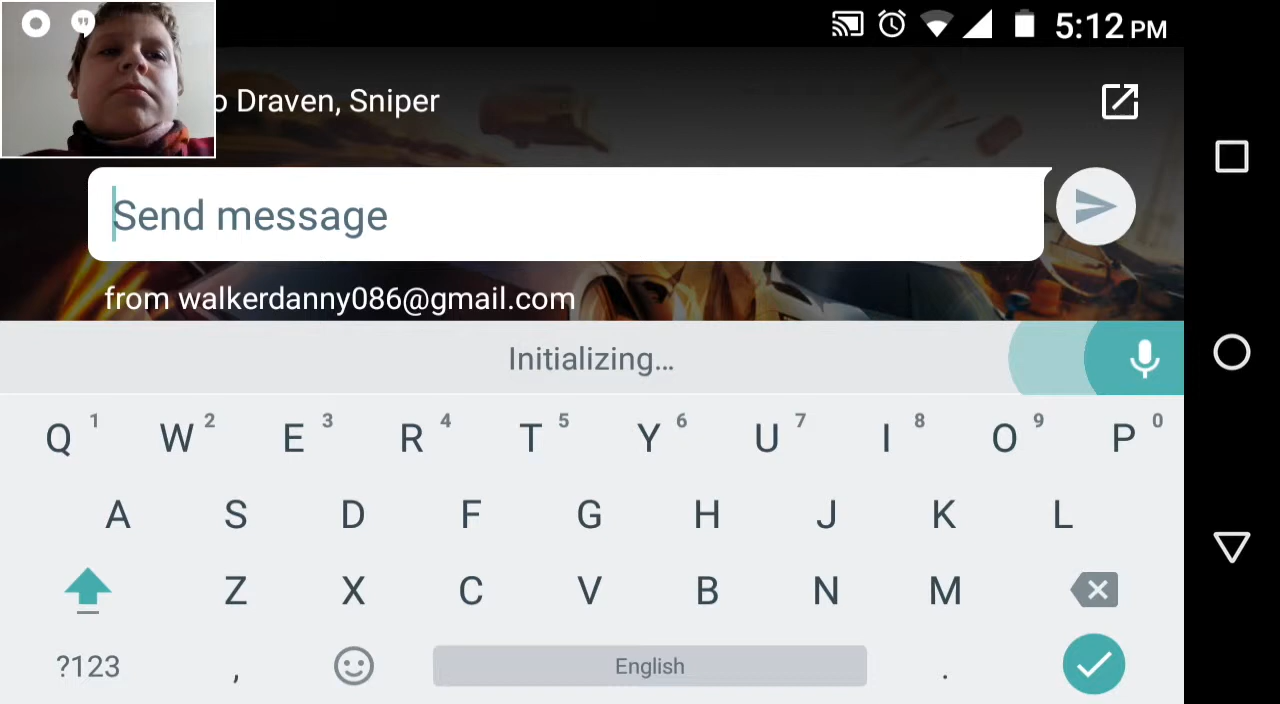 5:12 PM
o Draven, Sniper
Send message
from walkerdanny086@gmail.com
Initializing...
Q 1 W 2 E 3 R 4 T 5 Y 6 U 7 I 8 O 9 P 0
A S D F G H J K L
Z X C V B N M
?123 , English .